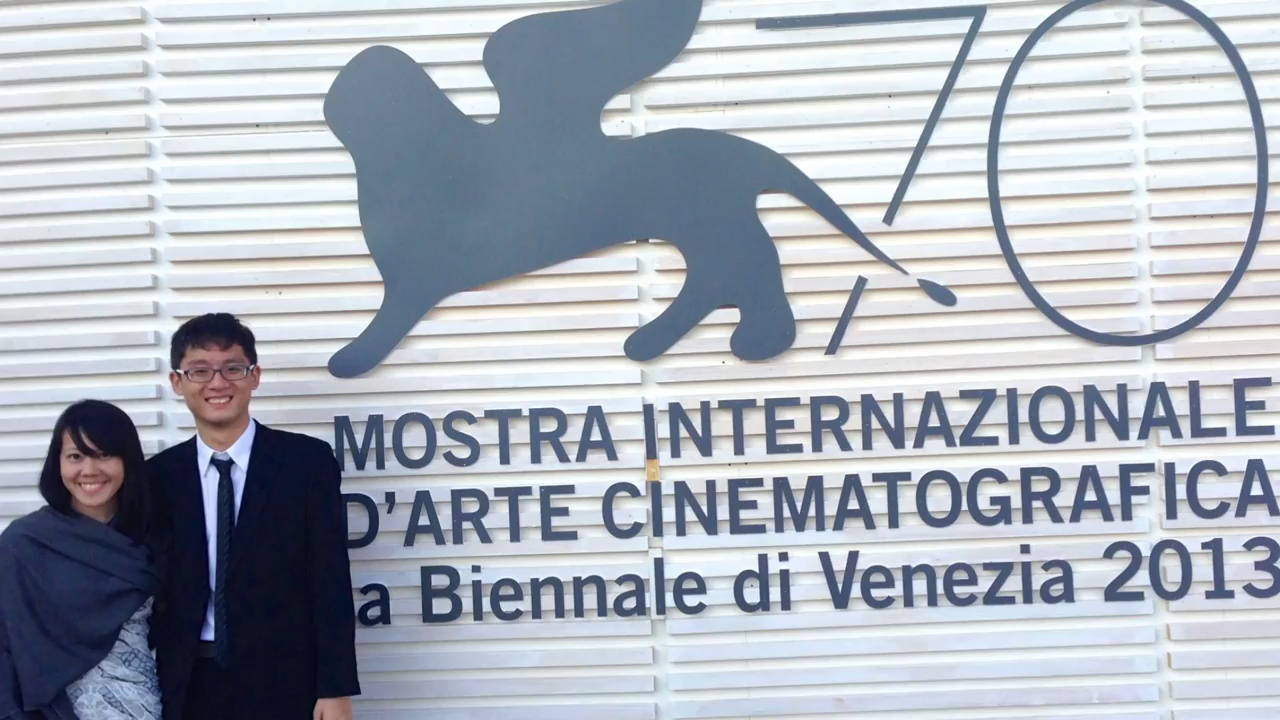 70
MOSTRA INTERNAZIONALE
D'ARTE CINEMATOGRAFICA
a Biennale di Venezia 2013